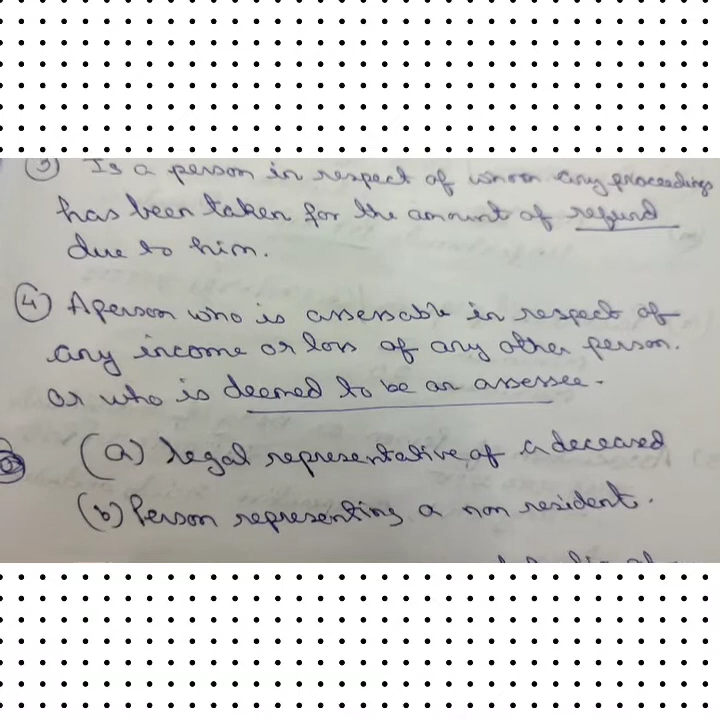 ③ Is a person in respect of whom any proceedings
has been taken for the amount of refund
due to him.
④ A person who is assessable in respect of
any income or loss of any other person.
or who is deemed to be an assessee.
(a) legal representative of a deceased
(b) Person representing a non resident.